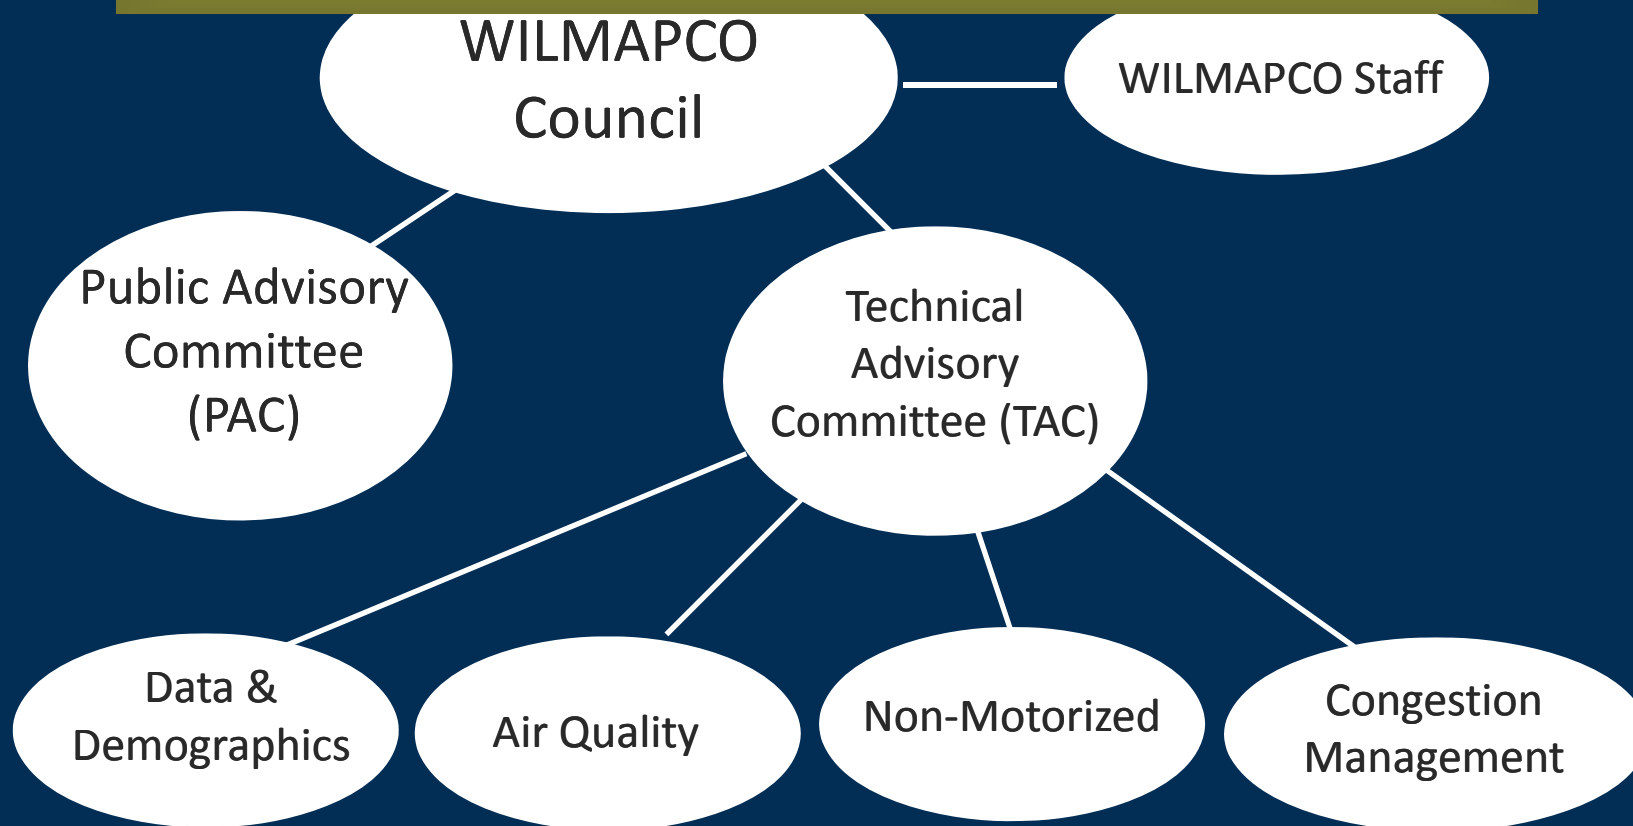 WILMAPCO
Council
WILMAPCO Staff
Public Advisory
Committee
(PAC)
Technical
Advisory
Committee (TAC)
Data &
Demographics
Air Quality
Non-Motorized
Congestion
Management